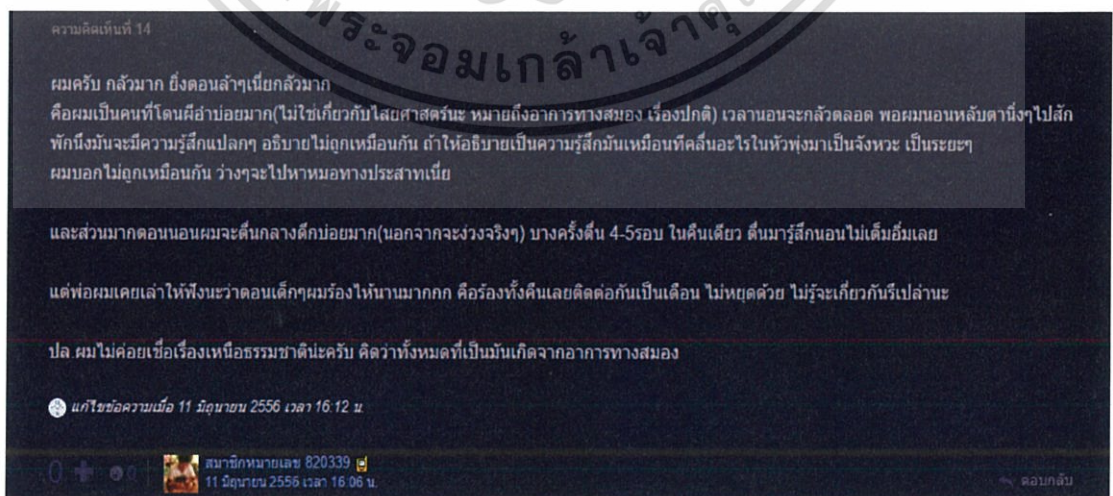 พระจอมเกล้าเจ้าคุ
ความคิดเห็นที่ 14
ผมครับ กลัวมาก ยิ่งตอนล้าๆเนี่ยกลัวมาก
คือผมเป็นคนที่โดนผีอำบ่อยมาก(ไม่ใช่เกี่ยวกับไสยศาสตร์นะ หมายถึงอาการทางสมอง เรื่องปกติ) เวลานอนจะกลัวตลอด พอผมนอนหลับตานิ่งๆไปสัก
พักนึงมันจะมีความรู้สึกแปลกๆ อธิบายไม่ถูกเหมือนกัน ถ้าให้อธิบายเป็นความรู้สึกมันเหมือนทีคลื่นอะไรในหัวพุ่งมาเป็นจังหวะ เป็นระยะๆ
ผมบอกไม่ถูกเหมือนกัน ว่างๆจะไปหาหมอทางประสาทเนี่ย
และส่วนมากตอนนอนผมจะตื่นกลางดึกบ่อยมาก(นอกจากจะง่วงจริงๆ) บางครั้งตื่น 4-5รอบ ในคืนเดียว ตื่นมารู้สึกนอนไม่เต็มอิ่มเลย
แต่พ่อผมเคยเล่าให้ฟังนะว่าตอนเด็กๆผมร้องไห้นานมากกก คือร้องทั้งคืนเลยติดต่อกันเป็นเดือน ไม่หยุดด้วย ไม่รู้จะเกี่ยวกันรึเปล่านะ
ปล.ผมไม่ค่อยเชื่อเรื่องเหนือธรรมชาติน่ะครับ คิดว่าทั้งหมดที่เป็นมันเกิดจากอาการทางสมอง
แก้ไขข้อความเมื่อ 11 มิถุนายน 2556 เวลา 16:12 น.
0 0
สมาชิกหมายเลข 820339
11 มิถุนายน 2556 เวลา 16:06 น.
ตอบกลับ